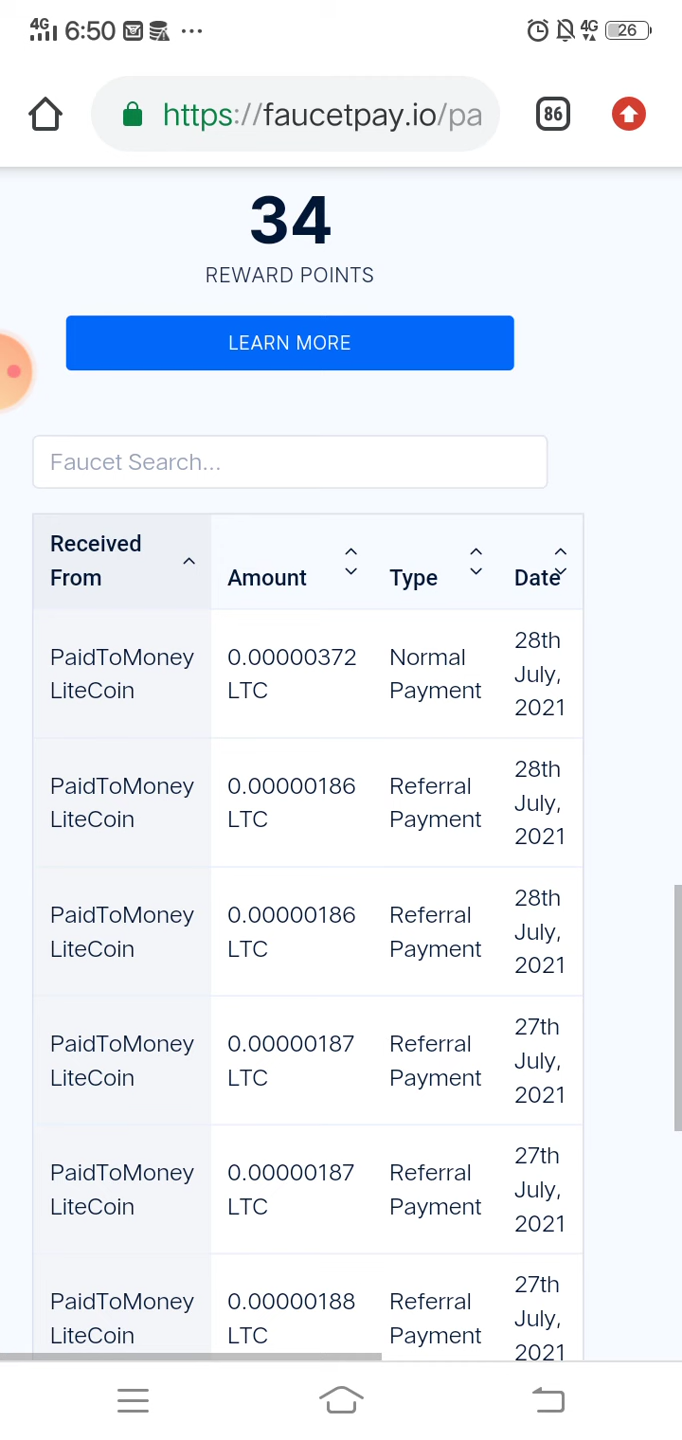 4G 6:50 ... 4G 26
https://faucetpay.io/pa 86
34
REWARD POINTS
LEARN MORE
Faucet Search...
Received From Amount Type Date
PaidToMoney LiteCoin 0.00000372 LTC Normal Payment 28th July, 2021
PaidToMoney LiteCoin 0.00000186 LTC Referral Payment 28th July, 2021
PaidToMoney LiteCoin 0.00000186 LTC Referral Payment 28th July, 2021
PaidToMoney LiteCoin 0.00000187 LTC Referral Payment 27th July, 2021
PaidToMoney LiteCoin 0.00000187 LTC Referral Payment 27th July, 2021
PaidToMoney LiteCoin 0.00000188 LTC Referral Payment 27th July, 2021